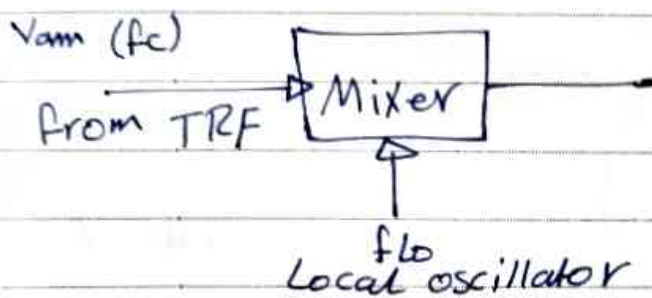 Vam (fc)
from TRF
Mixer
fLo
Local oscillator